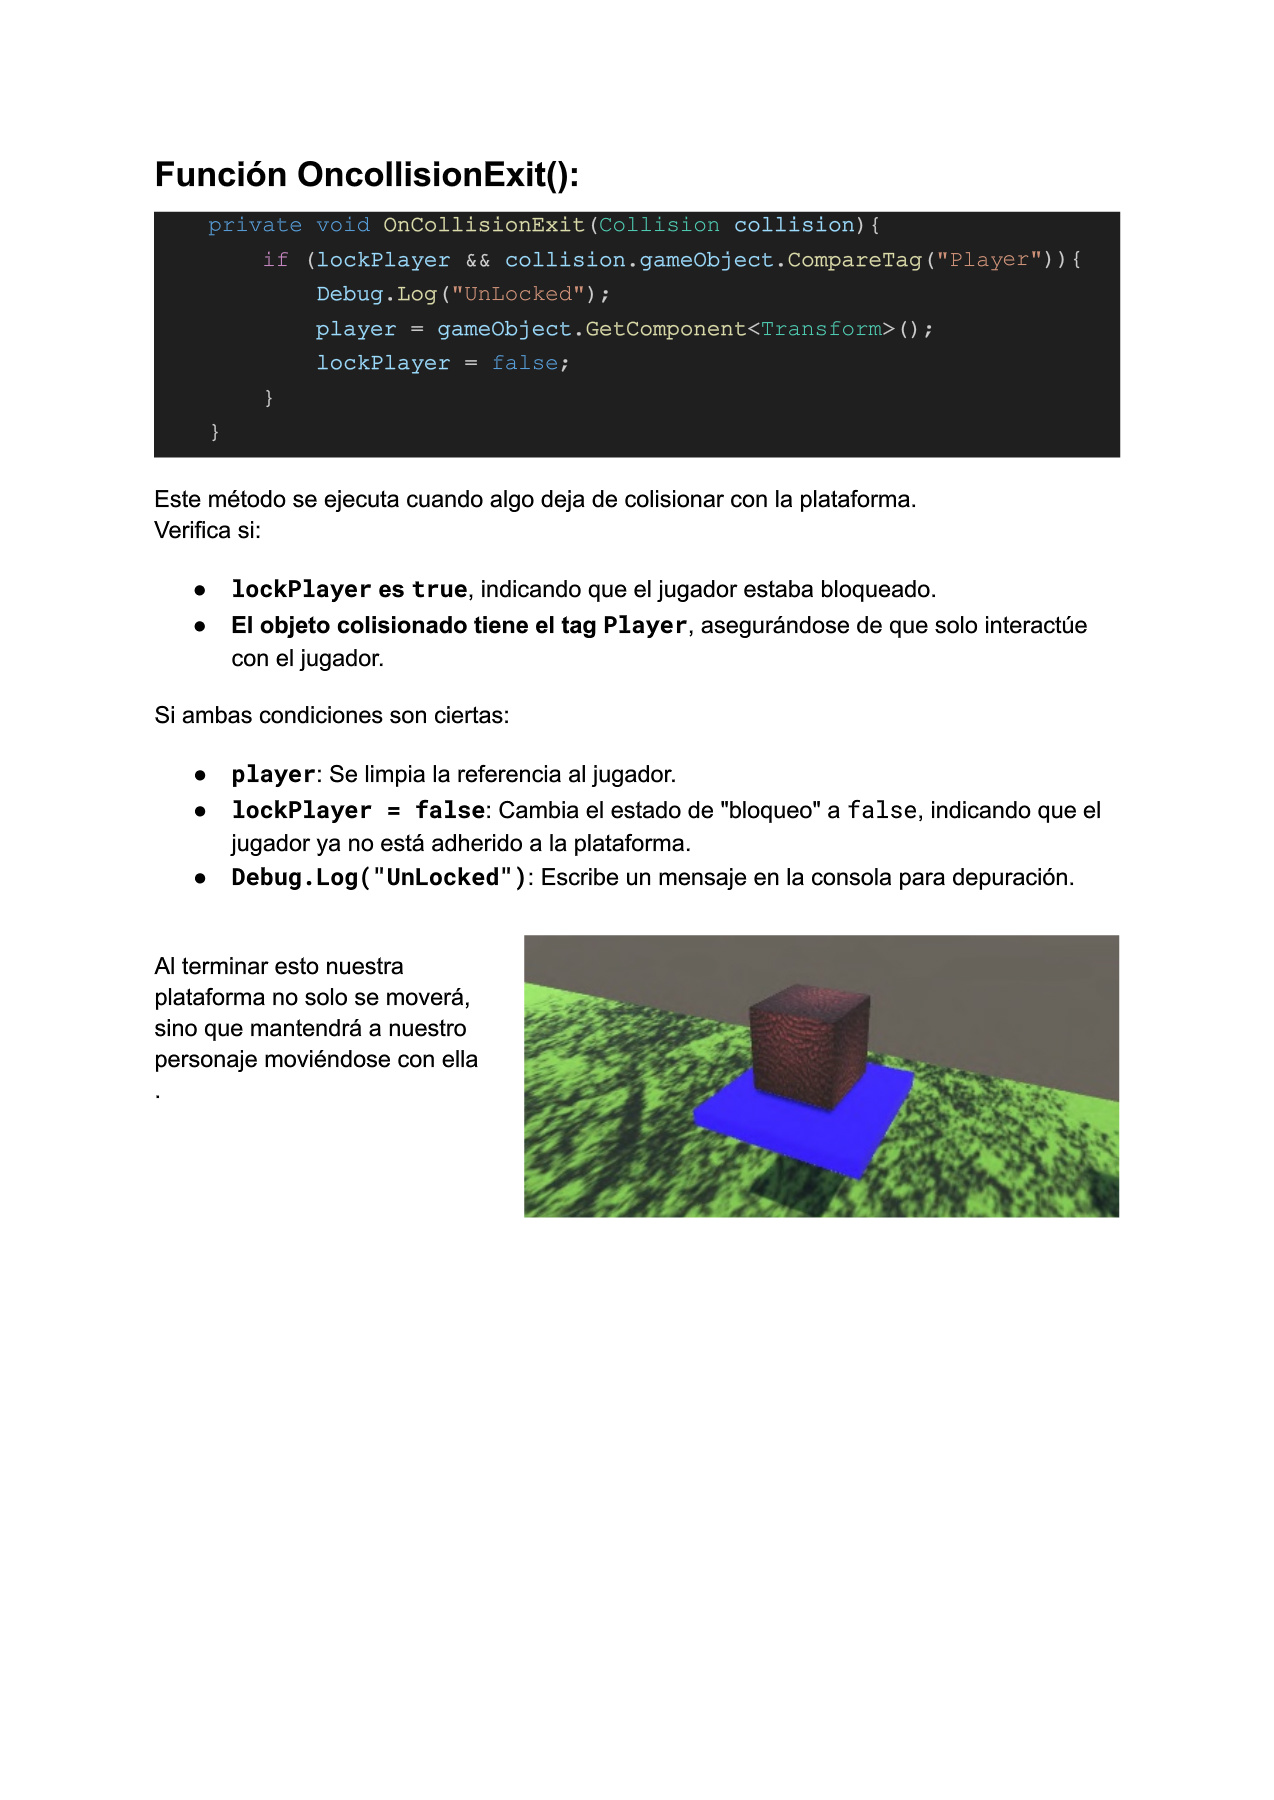 Función OncollisionExit():
private void OnCollisionExit(Collision collision){
if (lockPlayer && collision.gameObject.CompareTag("Player")){
Debug.Log("UnLocked");
player = gameObject.GetComponent<Transform>();
lockPlayer = false;
}
}
Este método se ejecuta cuando algo deja de colisionar con la plataforma.
Verifica si:
● lockPlayer es true, indicando que el jugador estaba bloqueado.
● El objeto colisionado tiene el tag Player, asegurándose de que solo interactúe
con el jugador.
Si ambas condiciones son ciertas:
● player: Se limpia la referencia al jugador.
● lockPlayer = false: Cambia el estado de "bloqueo" a false, indicando que el
jugador ya no está adherido a la plataforma.
● Debug.Log("UnLocked"): Escribe un mensaje en la consola para depuración.
Al terminar esto nuestra
plataforma no solo se moverá,
sino que mantendrá a nuestro
personaje moviéndose con ella
.